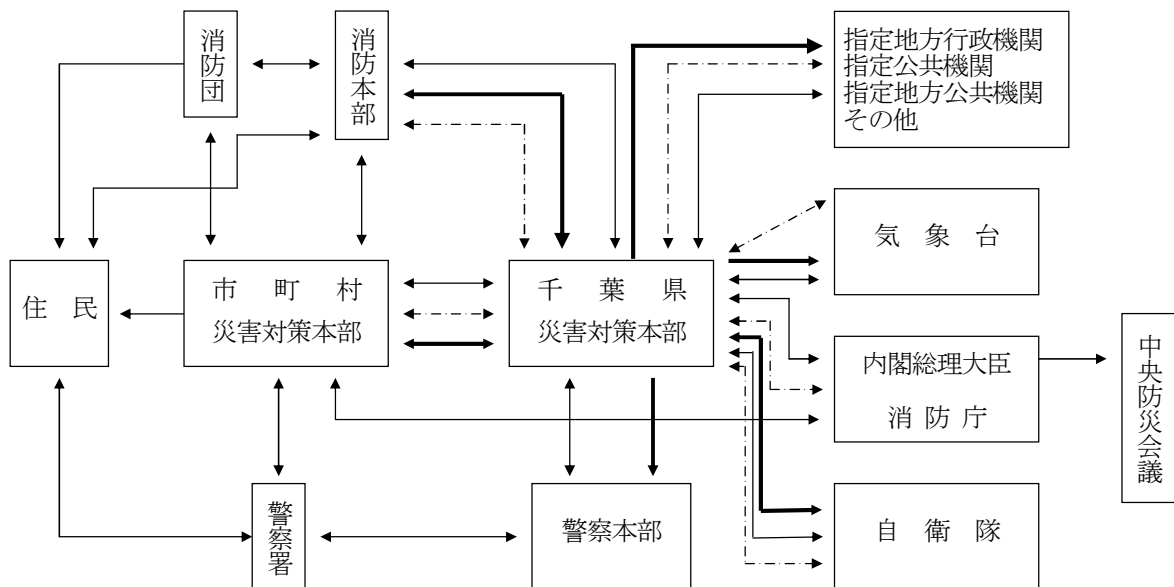 消防団
消防本部
指定地方行政機関
指定公共機関
指定地方公共機関
その他
気象台
住民
市町村
災害対策本部
千葉県
災害対策本部
内閣総理大臣
消防庁
中央防災会議
警察署
警察本部
自衛隊